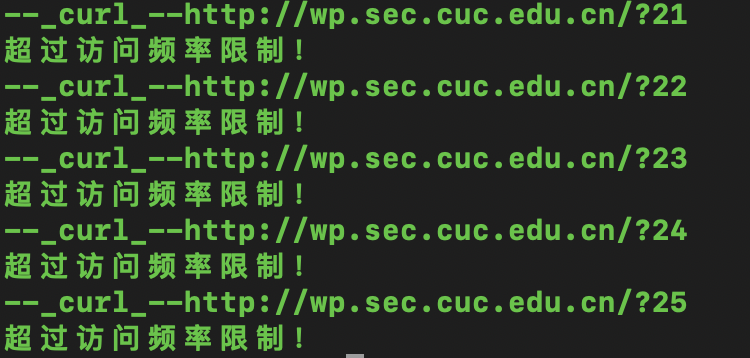 --_curl_--http://wp.sec.cuc.edu.cn/?21
超过访问频率限制!
--_curl_--http://wp.sec.cuc.edu.cn/?22
超过访问频率限制!
--_curl_--http://wp.sec.cuc.edu.cn/?23
超过访问频率限制!
--_curl_--http://wp.sec.cuc.edu.cn/?24
超过访问频率限制!
--_curl_--http://wp.sec.cuc.edu.cn/?25
超过访问频率限制!